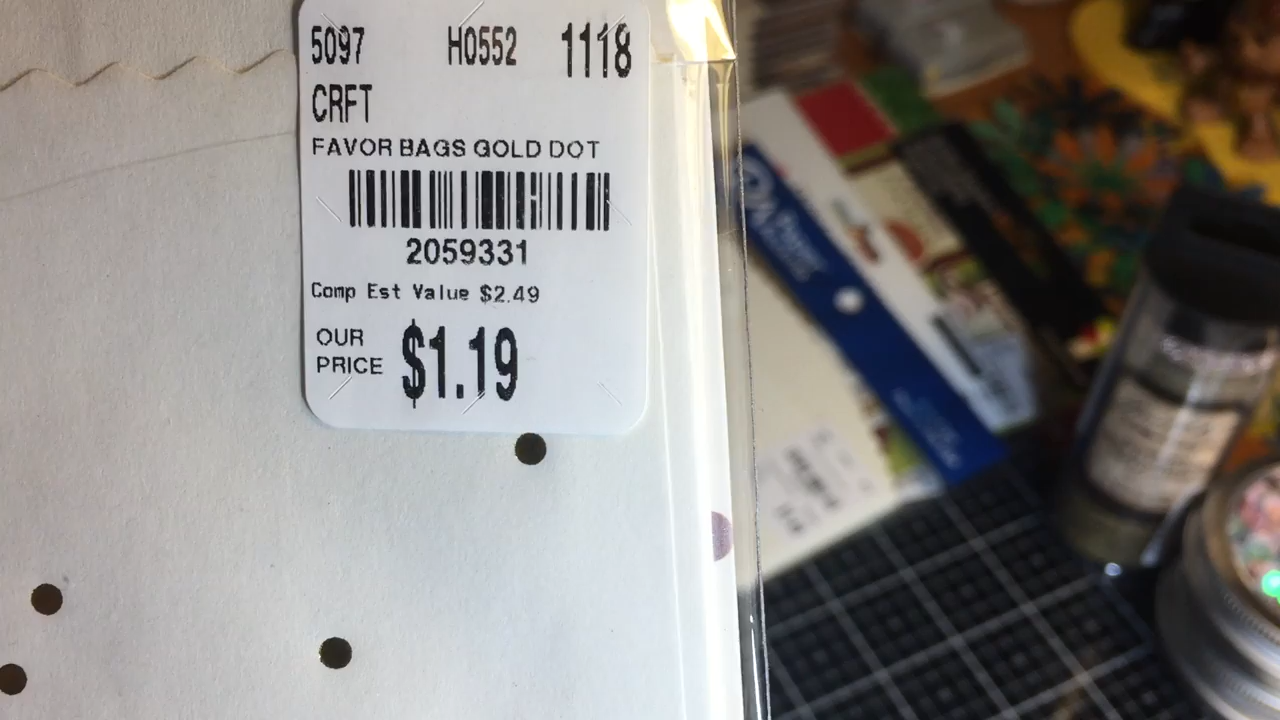 5097 H0552 1118
CRFT
FAVOR BAGS GOLD DOT
2059331
Comp Est Value $2.49
OUR PRICE $1.19